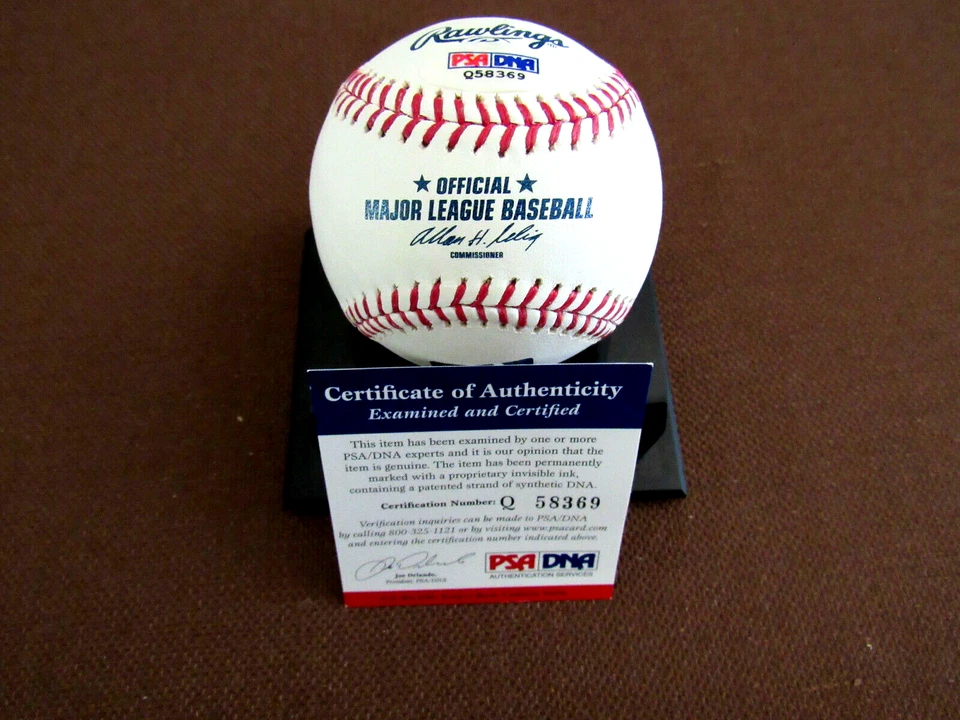 Rawlings
PSA DNA
Q58369
★ OFFICIAL ★
MAJOR LEAGUE BASEBALL
Allan H. Selig
COMMISSIONER
Certificate of Authenticity
Examined and Certified
This item has been examined by one or more
PSA/DNA experts and it is our opinion that the
item is genuine. The item has been permanently
marked with a proprietary invisible ink,
containing a patented strand of synthetic DNA.
Certification Number: Q 58369
Verification inquiries can be made to PSA/DNA
by calling 800-325-1121 or by visiting www.psacard.com
and entering the certification number indicated above.
Joe Orlando,
President, PSA/DNA
PSA DNA
AUTHENTICATION SERVICES